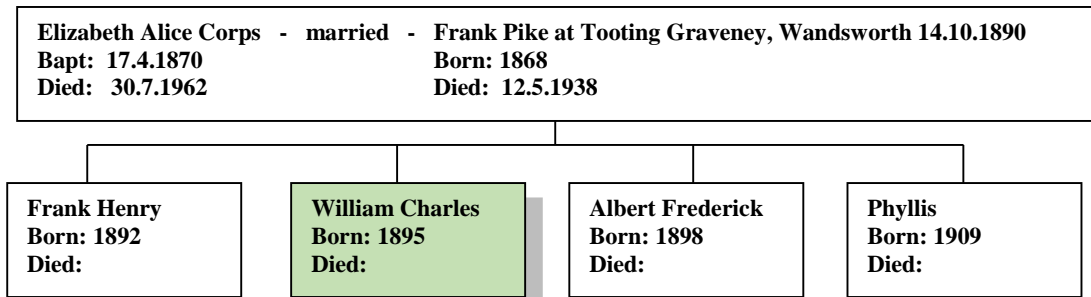 Elizabeth Alice Corps - married - Frank Pike at Tooting Graveney, Wandsworth 14.10.1890
Bapt: 17.4.1870 Born: 1868
Died: 30.7.1962 Died: 12.5.1938
Frank Henry
Born: 1892
Died:
William Charles
Born: 1895
Died:
Albert Frederick
Born: 1898
Died:
Phyllis
Born: 1909
Died: